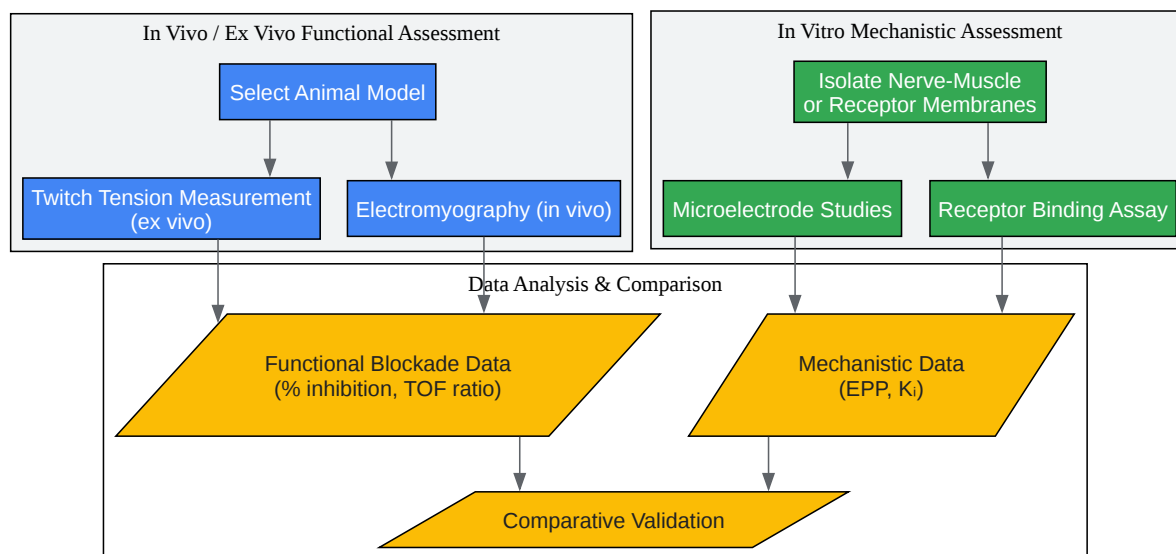 In Vivo / Ex Vivo Functional Assessment
Select Animal Model
Twitch Tension Measurement
(ex vivo)
Electromyography (in vivo)
In Vitro Mechanistic Assessment
Isolate Nerve-Muscle
or Receptor Membranes
Microelectrode Studies
Receptor Binding Assay
Data Analysis & Comparison
Functional Blockade Data
(% inhibition, TOF ratio)
Mechanistic Data
(EPP, Kᵢ)
Comparative Validation